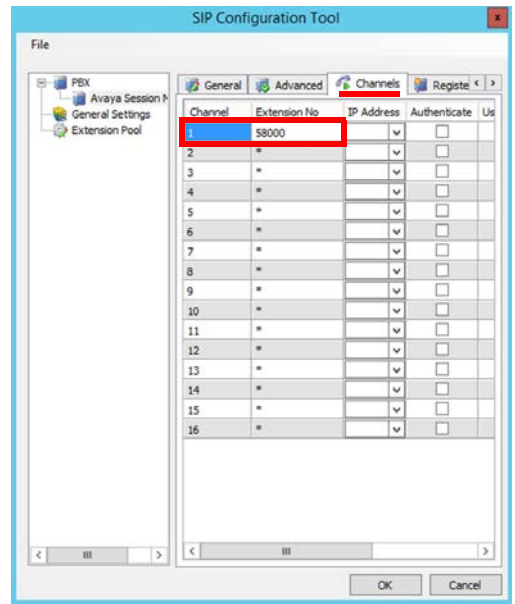 SIP Configuration Tool
x
File
PBX
Avaya Session M
General Settings
Extension Pool
General Advanced Channels Registe
Channel Extension No IP Address Authenticate Us
1 58000
2 *
3 *
4 *
5 *
6 *
7 *
8 *
9 *
10 *
11 *
12 *
13 *
14 *
15 *
16 *
OK Cancel